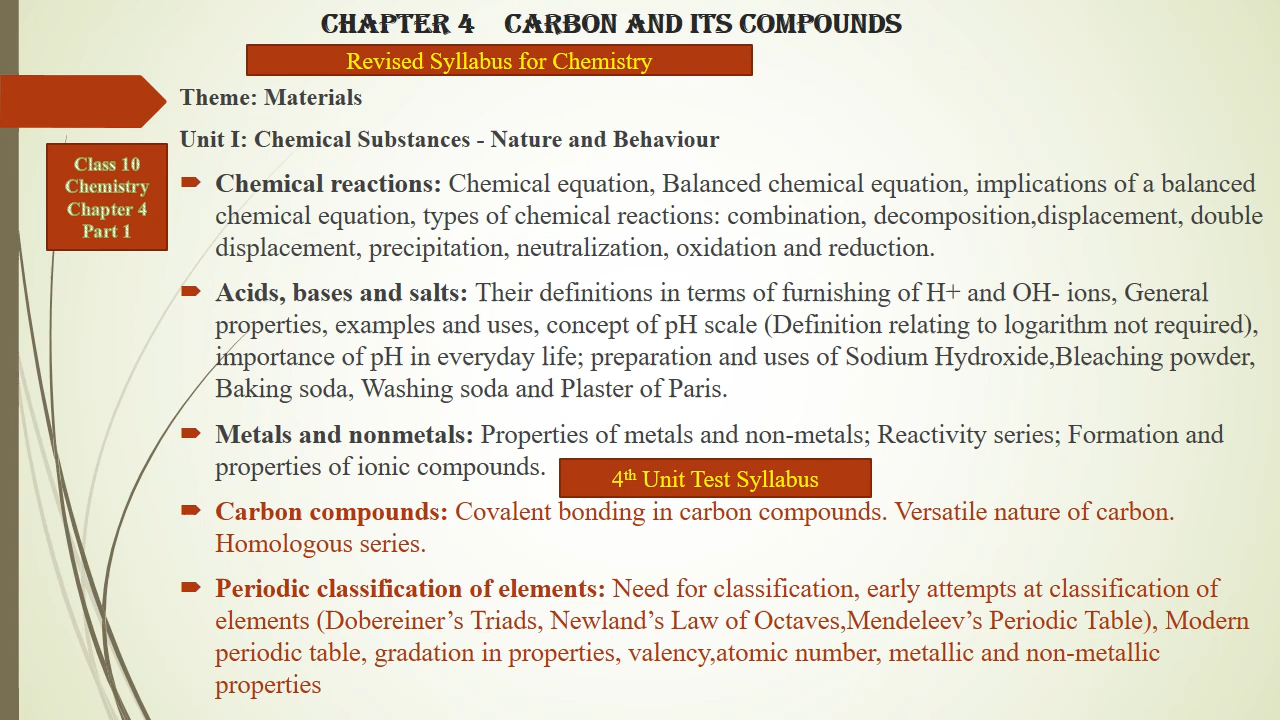 CHAPTER 4 CARBON AND ITS COMPOUNDS
Revised Syllabus for Chemistry
Theme: Materials
Unit I: Chemical Substances - Nature and Behaviour
Class 10
Chemistry
Chapter 4
Part 1
Chemical reactions: Chemical equation, Balanced chemical equation, implications of a balanced
chemical equation, types of chemical reactions: combination, decomposition,displacement, double
displacement, precipitation, neutralization, oxidation and reduction.
Acids, bases and salts: Their definitions in terms of furnishing of H+ and OH- ions, General
properties, examples and uses, concept of pH scale (Definition relating to logarithm not required),
importance of pH in everyday life; preparation and uses of Sodium Hydroxide,Bleaching powder,
Baking soda, Washing soda and Plaster of Paris.
Metals and nonmetals: Properties of metals and non-metals; Reactivity series; Formation and
properties of ionic compounds.
4th Unit Test Syllabus
Carbon compounds: Covalent bonding in carbon compounds. Versatile nature of carbon.
Homologous series.
Periodic classification of elements: Need for classification, early attempts at classification of
elements (Dobereiner’s Triads, Newland’s Law of Octaves,Mendeleev’s Periodic Table), Modern
periodic table, gradation in properties, valency,atomic number, metallic and non-metallic
properties